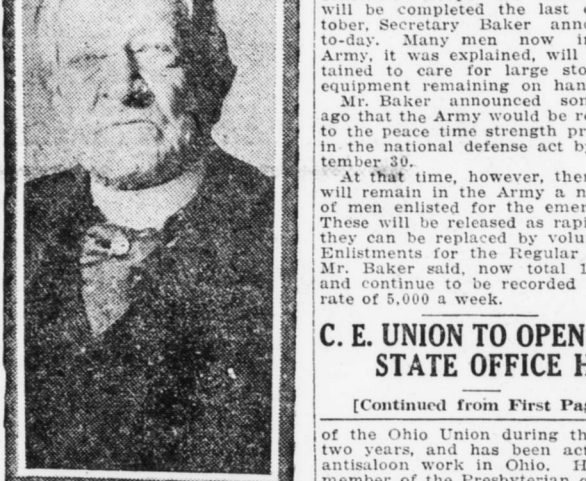 will be completed the last
tober, Secretary Baker ann
to-day. Many men now i
Army, it was explained, will
tained to care for large sto
equipment remaining on han
Mr. Baker announced so
ago that the Army would be r
to the peace time strength pr
in the national defense act b
tember 30.
At that time, however, the
will remain in the Army a n
of men enlisted for the emer
These will be released as rapi
they can be replaced by volu
Enlistments for the Regular
Mr. Baker said, now total 1
and continue to be recorded
rate of 5,000 a week.
C. E. UNION TO OPEN
STATE OFFICE H
[Continued from First Pa
of the Ohio Union during th
two years, and has been act
antisaloon work in Ohio. H
member of the Presbyterian